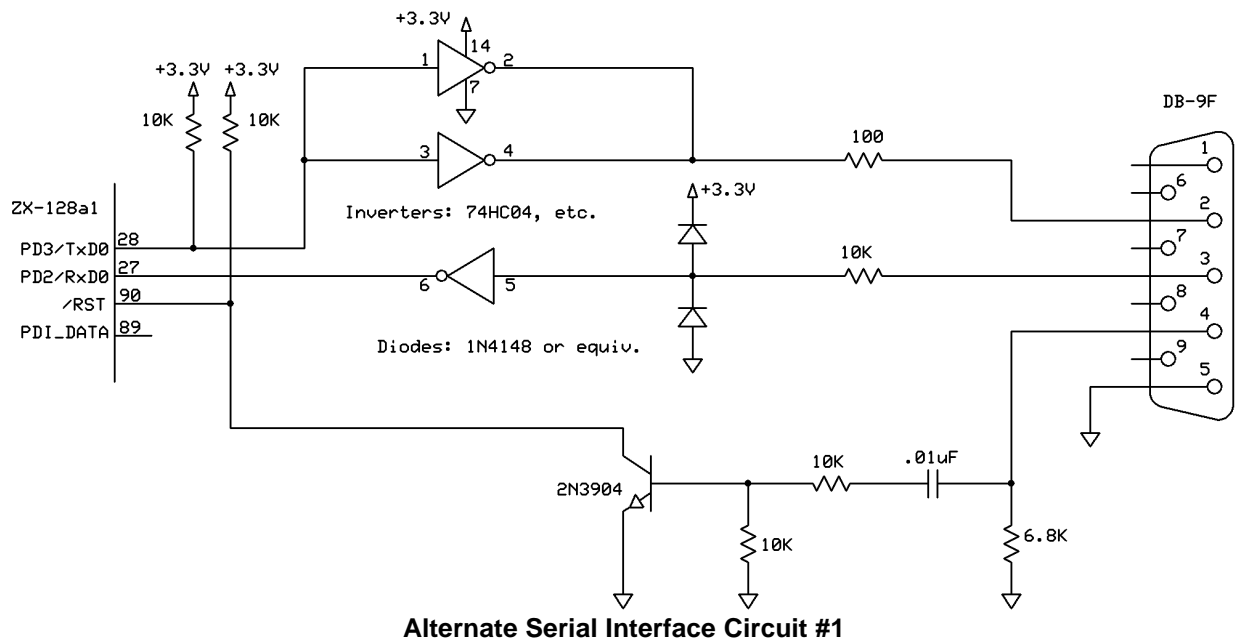 +3.3V
14
1
2
7
+3.3V +3.3V
10K
10K
DB-9F
100
3
4
1
6
2
7
3
8
4
9
5
ZX-128a1
Inverters: 74HC04, etc.
+3.3V
PD3/TxD0
28
10K
PD2/RxD0
27
6
5
/RST
90
PDI_DATA
89
Diodes: 1N4148 or equiv.
10K
.01uF
2N3904
10K
6.8K
Alternate Serial Interface Circuit #1